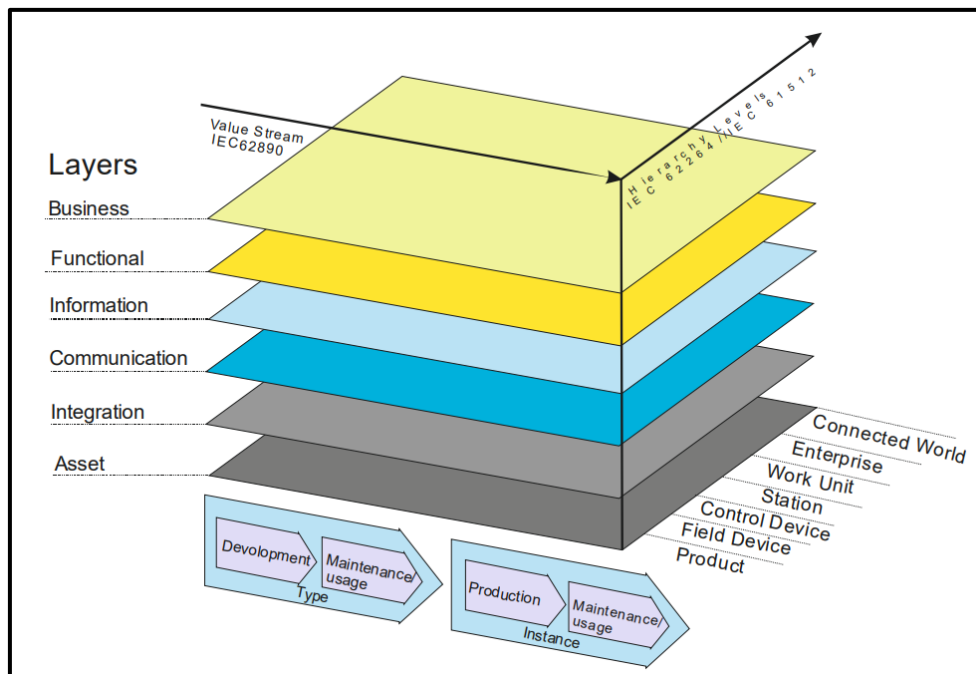 Value Stream
IEC62890
Hierarchy Levels
IEC 62264//IEC 61512
Layers
Business
Functional
Information
Communication
Integration
Asset
Connected World
Enterprise
Work Unit
Station
Control Device
Field Device
Product
Devolopment
Maintenance/
usage
Type
Production
Maintenance/
usage
Instance